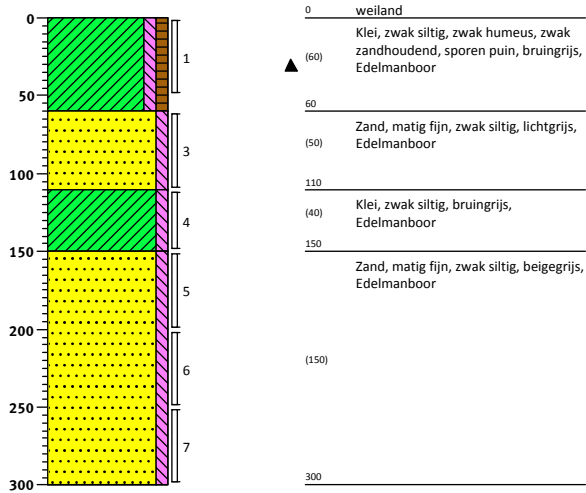 0
50
100
150
200
250
300
1
3
4
5
6
7
0 weiland
(60) Klei, zwak siltig, zwak humeus, zwak
zandhoudend, sporen puin, bruingrijs,
Edelmanboor
60
(50) Zand, matig fijn, zwak siltig, lichtgrijs,
Edelmanboor
110
(40) Klei, zwak siltig, bruingrijs,
Edelmanboor
150
Zand, matig fijn, zwak siltig, beigegrijs,
Edelmanboor
(150)
300